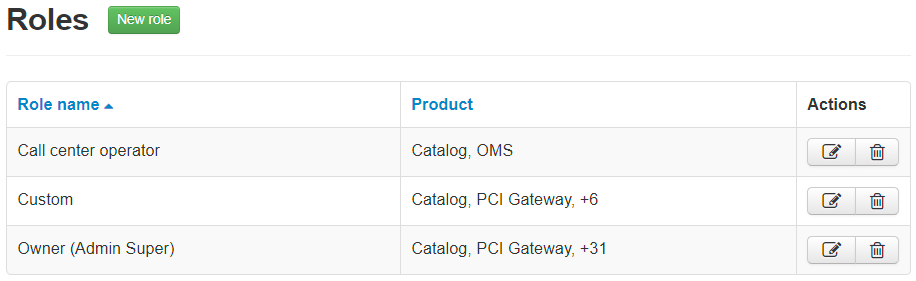 Roles New role
Role name Product Actions
Call center operator Catalog, OMS
Custom Catalog, PCI Gateway, +6
Owner (Admin Super) Catalog, PCI Gateway, +31